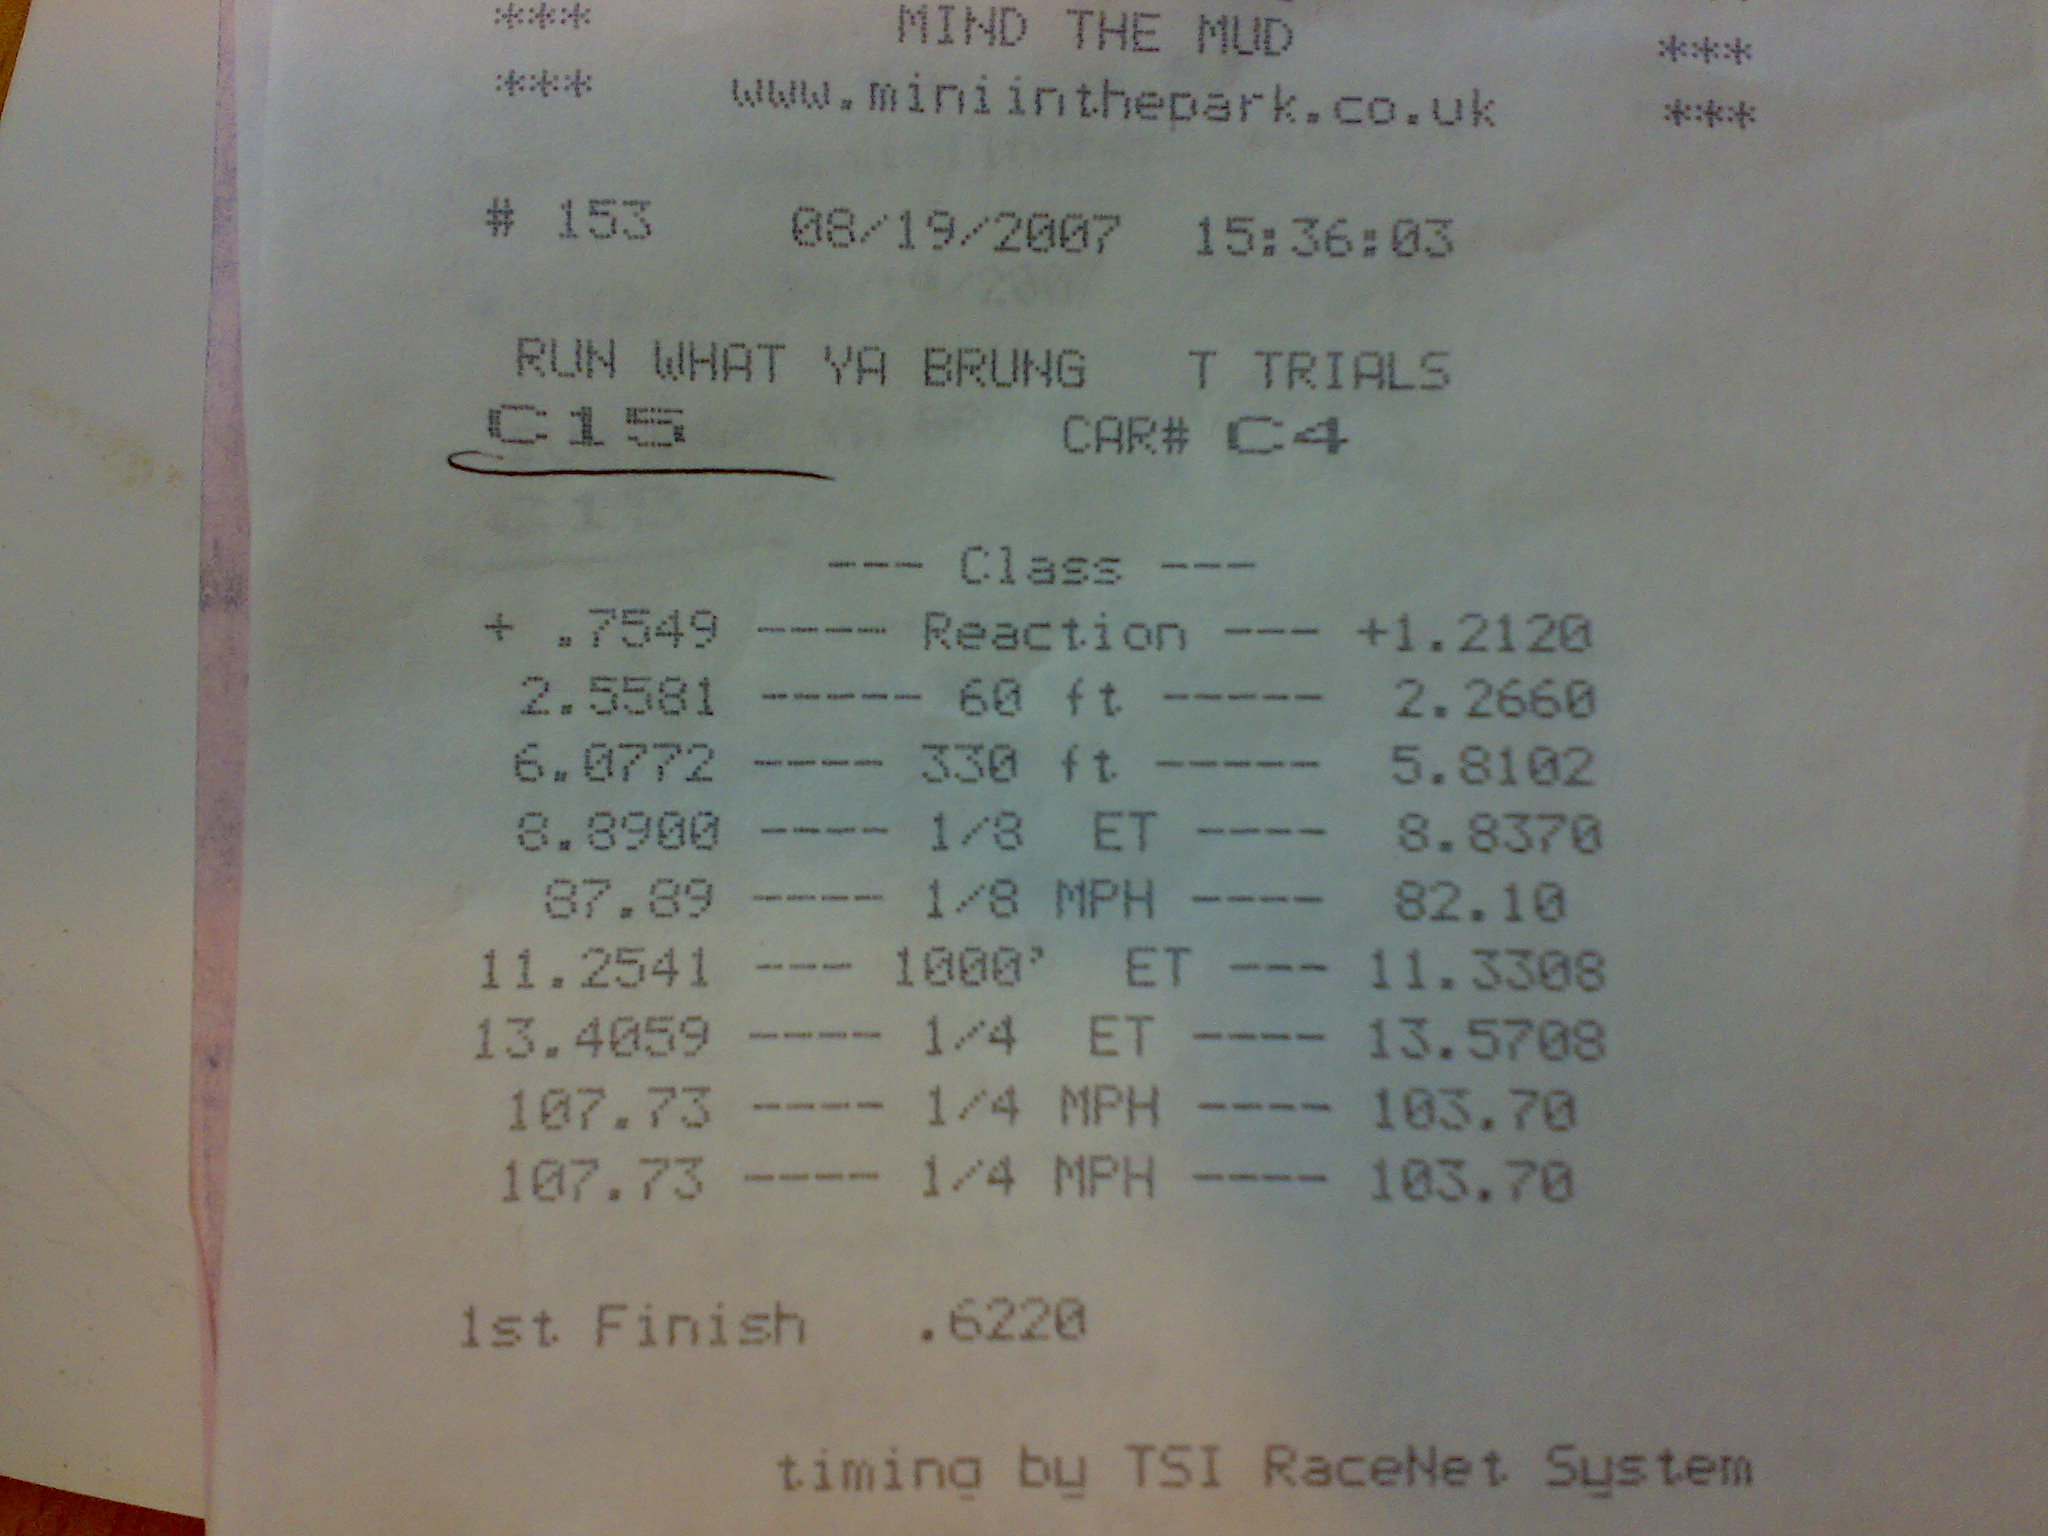 *** MIND THE MUD ***
*** www.miniinthepark.co.uk ***
# 153 08/19/2007 15:36:03
RUN WHAT YA BRUNG T TRIALS
C15 CAR# C4
--- Class ---
+ .7549 ---- Reaction --- +1.2120
2.5581 ----- 60 ft ----- 2.2660
6.0772 ---- 330 ft ----- 5.8102
8.8900 ---- 1/8 ET ---- 8.8370
87.89 ---- 1/8 MPH ---- 82.10
11.2541 --- 1000' ET --- 11.3308
13.4059 ---- 1/4 ET ---- 13.5708
107.73 ---- 1/4 MPH ---- 103.70
107.73 ---- 1/4 MPH ---- 103.70
1st Finish .6220
timing by TSI RaceNet System